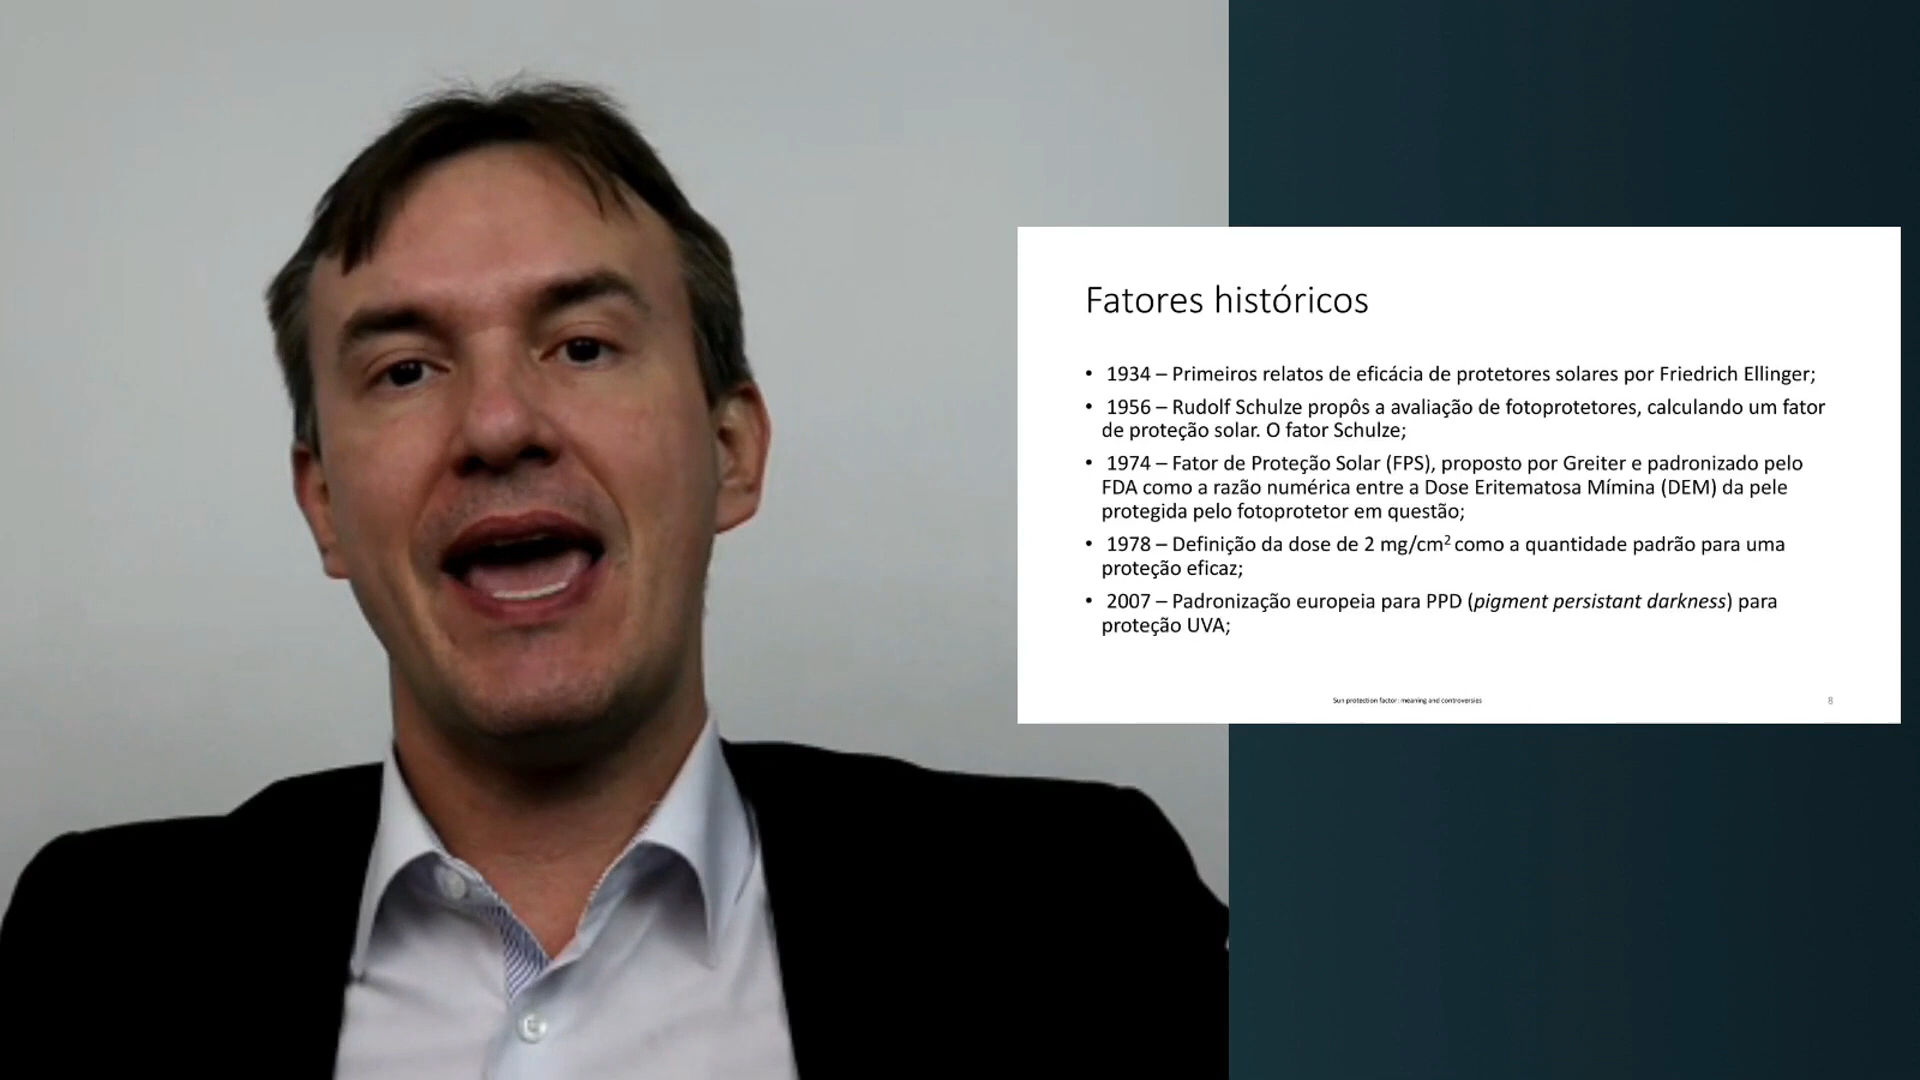 Fatores históricos
• 1934 – Primeiros relatos de eficácia de protetores solares por Friedrich Ellinger;
• 1956 – Rudolf Schulze propôs a avaliação de fotoprotetores, calculando um fator
de proteção solar. O fator Schulze;
• 1974 – Fator de Proteção Solar (FPS), proposto por Greiter e padronizado pelo
FDA como a razão numérica entre a Dose Eritematosa Mímina (DEM) da pele
protegida pelo fotoprotetor em questão;
• 1978 – Definição da dose de 2 mg/cm² como a quantidade padrão para uma
proteção eficaz;
• 2007 – Padronização europeia para PPD (pigment persistant darkness) para
proteção UVA;
Sun protection factor: meaning and controversies
8